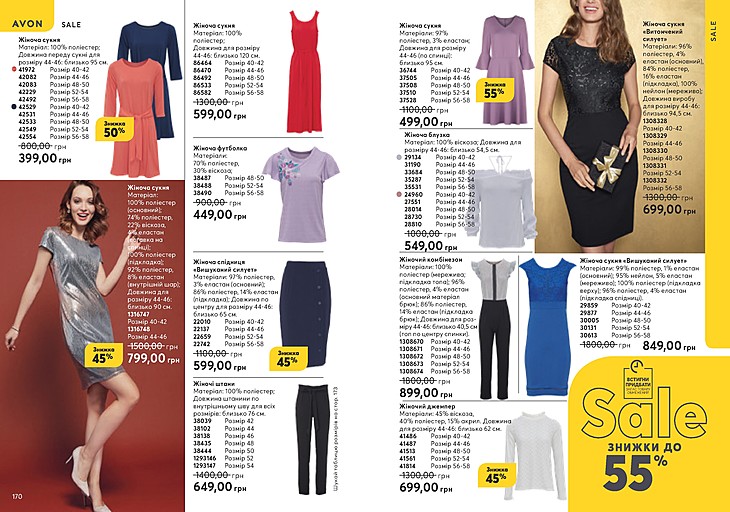 AVON
SALE
Жіноча сукня
Матеріал: 100% поліестер;
Довжина переду сукні для
розміру 44-46: близько 95 см.
41972 Розмір 40-42
42082 Розмір 44-46
42083 Розмір 48-50
42229 Розмір 52-54
42492 Розмір 56-58
42529 Розмір 40-42
42531 Розмір 44-46
42533 Розмір 48-50
42549 Розмір 52-54
42554 Розмір 56-58
800,00 грн
399,00 грн
Знижка
50%
Жіноча сукня
Матеріал:
100% поліестер
(основний);
74% поліестер,
22% віскоза,
4% еластан
(вставка на
спинці);
100% поліестер
(підкладка);
92% поліестер,
8% еластан
(внутрішній шар);
Довжина для
розміру 44-46:
близько 90 см.
1316747
Розмір 40-42
1316748
Розмір 44-46
1500,00 грн
799,00 грн
Знижка
45%
170
Жіноча сукня
Матеріал: 100%
поліестер;
Довжина для розміру
44-46: близько 120 см.
86464 Розмір 40-42
86470 Розмір 44-46
86492 Розмір 48-50
86533 Розмір 52-54
86582 Розмір 56-58
1300,00 грн
599,00 грн
Жіноча футболка
Матеріали:
70% поліестер,
30% віскоза;
38487 Розмір 48-50
38488 Розмір 52-54
38490 Розмір 56-58
900,00 грн
449,00 грн
Жіноча спідниця
«Вишуканий силует»
Матеріали: 97% поліестер,
3% еластан (основний);
86% поліестер, 14% еластан
(підкладка); Довжина по
центру для розміру 44-46:
близько 65 см.
22010 Розмір 40-42
22137 Розмір 44-46
22659 Розмір 52-54
22742 Розмір 56-58
1100,00 грн
599,00 грн
Знижка
45%
Жіночі штани
Матеріал: 100% поліестер;
Довжина штанини по
внутрішньому шву для всіх
розмірів: близько 76 см.
38039 Розмір 42
38102 Розмір 44
38138 Розмір 46
38435 Розмір 48
38444 Розмір 50
1293146 Розмір 52
1293147 Розмір 54
1400,00 грн
649,00 грн
Шукай таблицю розмірів на стор. 173
Жіноча сукня
Матеріали: 97%
поліестер, 3% еластан;
Довжина для розміру
44-46 (по спинці):
близько 95 см.
36744 Розмір 40-42
37505 Розмір 44-46
37508 Розмір 48-50
37510 Розмір 52-54
37528 Розмір 56-58
1100,00 грн
499,00 грн
Знижка
55%
Жіноча блузка
Матеріал: 100% віскоза; Довжина для
розміру 44-46: близько 54,5 см.
29134 Розмір 40-42
31190 Розмір 44-46
33684 Розмір 48-50
35287 Розмір 52-54
35531 Розмір 56-58
24960 Розмір 40-42
27551 Розмір 44-46
28014 Розмір 48-50
28730 Розмір 52-54
28810 Розмір 56-58
1000,00 грн
549,00 грн
Жіночий комбінезон
Матеріали: 100%
поліестер (мережива;
підкладка топа); 96%
поліестер, 4% еластан
(основний матеріал
брюк); 86% поліестер,
14% еластан (підкладка
брюк); Довжина для роз-
міру 44-46: близько 40,5 см
(топ по центру спинки).
1308670 Розмір 40-42
1308671 Розмір 44-46
1308672 Розмір 48-50
1308673 Розмір 52-54
1308674 Розмір 56-58
1800,00 грн
899,00 грн
Жіночий джемпер
Матеріали: 45% віскоза,
40% поліестер, 15% акрил. Довжина
для розміру 44-46: близько 62 см.
41486 Розмір 40-42
41487 Розмір 44-46
41513 Розмір 48-50
41561 Розмір 52-54
41814 Розмір 56-58
1300,00 грн
699,00 грн
Знижка
45%
Жіноча сукня
«Витончений
силует»
Матеріали: 96%
поліестер, 4%
еластан (основний),
84% поліестер,
16% еластан
(підкладка), 100%
нейлон (мереживо);
Довжина виробу
для розміру 44-46:
близько 94,5 см.
1308328
Розмір 40-42
1308329
Розмір 44-46
1308330
Розмір 48-50
1308331
Розмір 52-54
1308332
Розмір 56-58
1300,00 грн
699,00 грн
SALE
Жіноча сукня «Вишуканий силует»
Матеріали: 99% поліестер, 1% еластан
(основний); 95% нейлон, 5% еластан
(мереживо); 100% поліестер (підкладка
верху); 96% поліестер, 4% еластан
(підкладка спідниці).
29859 Розмір 40-42
29877 Розмір 44-46
30005 Розмір 48-50
30131 Розмір 52-54
30613 Розмір 56-58
1800,00 грн
849,00 грн
ВСТИГНИ
ПРИДБАТИ
Sale
ЗНИЖКИ ДО
55%